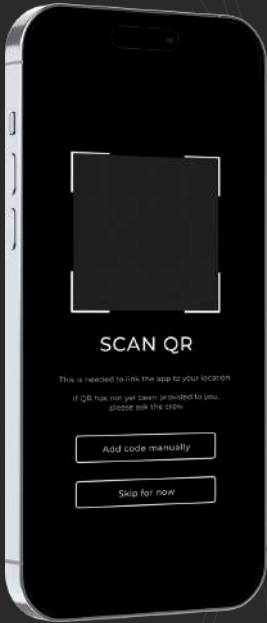 SCAN QR
This is needed to link the app to your location
If QR has not yet been provided to you,
please ask the crew
Add code manually
Skip for now